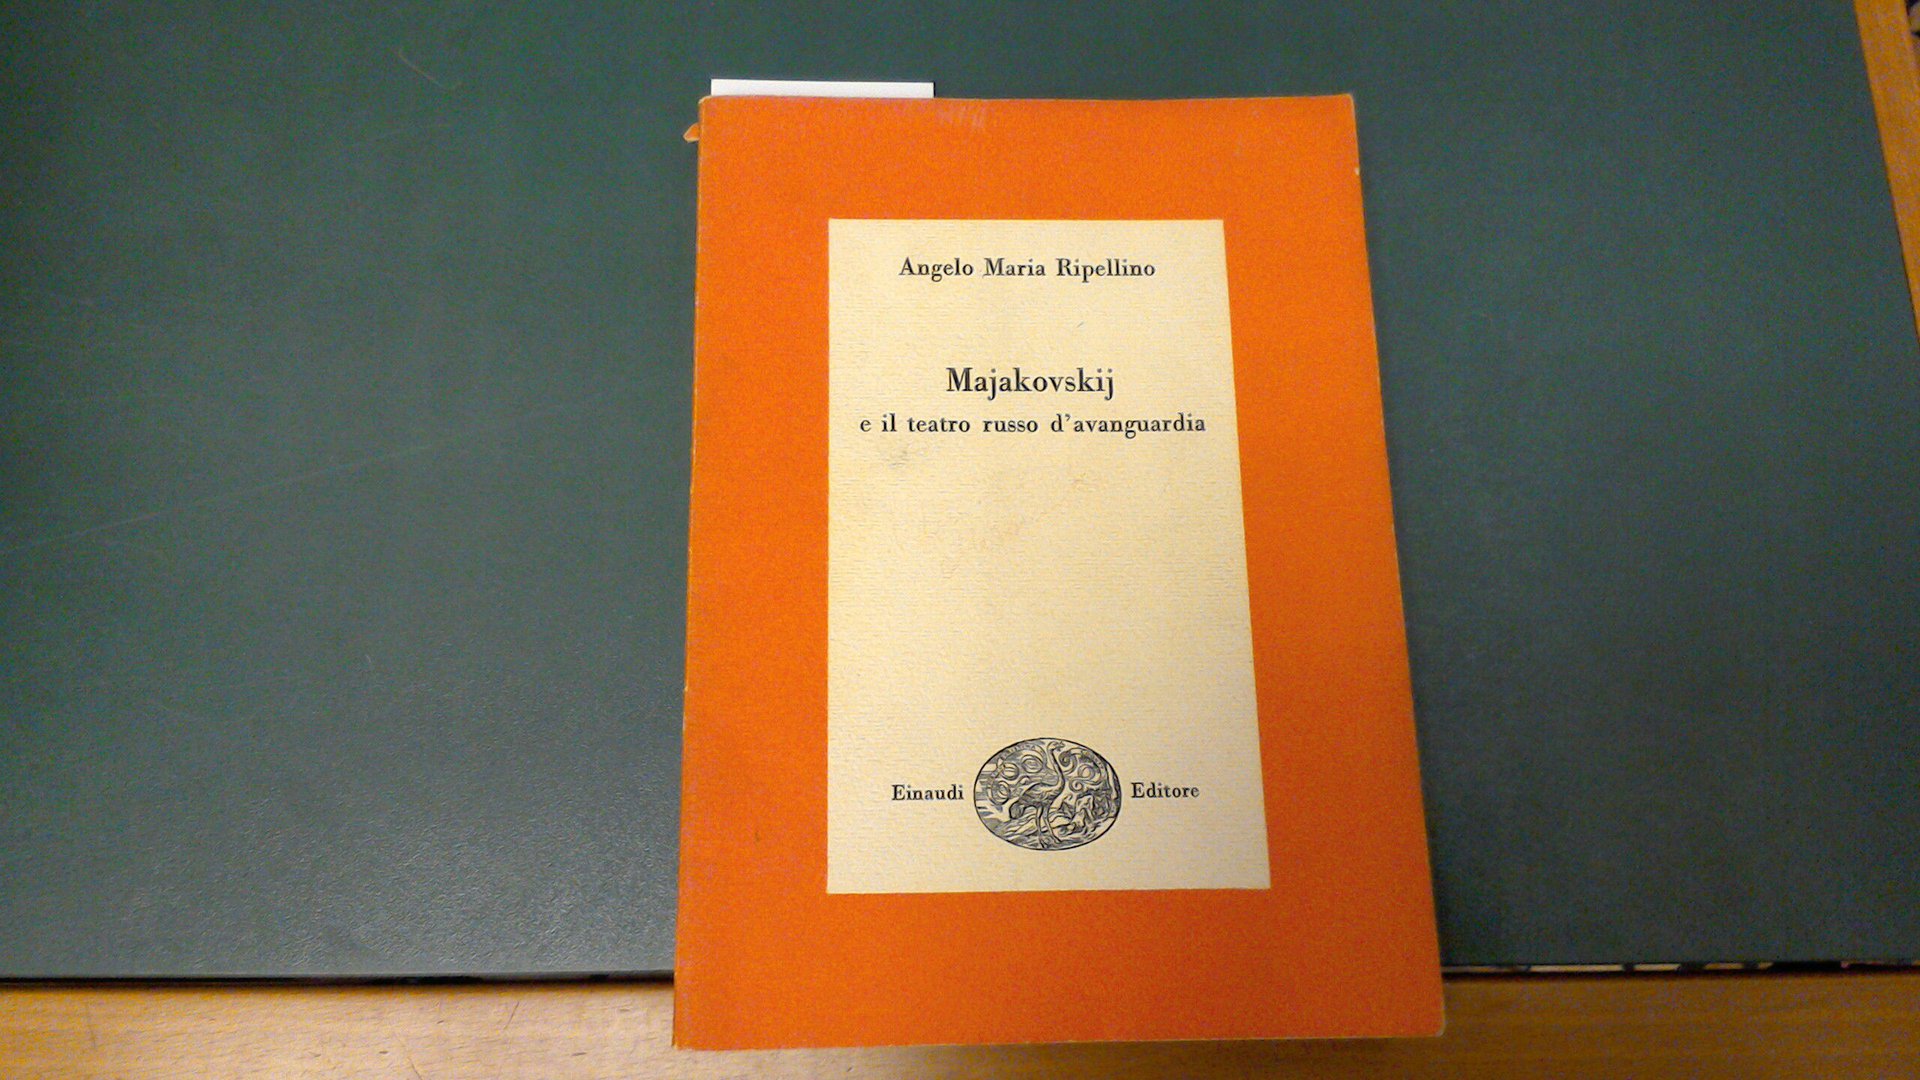 Angelo Maria Ripellino
Majakovskij
e il teatro russo d'avanguardia
Einaudi Editore